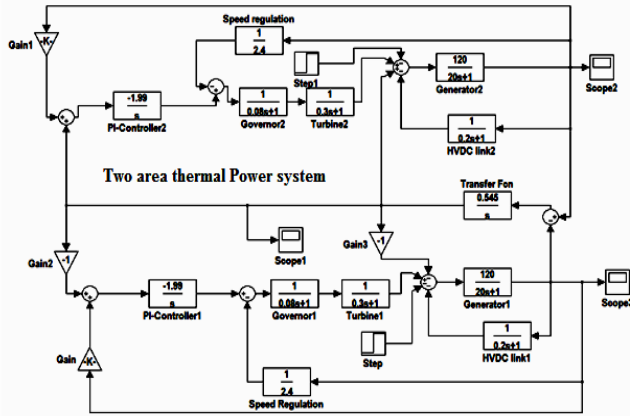 Speed regulation
1
2.4
Gain1
-K-
Step1
120
20s+1
Generator2
Scope2
-1.99
s
PI-Controller2
1
0.08s+1
Governor2
1
0.3s+1
Turbine2
1
0.2s+1
HVDC link2
Two area thermal Power system
Transfer Fcn
0.545
s
Scope1
Gain3
-1
Gain2
-1
-1.99
s
PI-Controller1
1
0.08s+1
Governor1
1
0.3s+1
Turbine1
120
20s+1
Generator1
Scope3
Step
1
0.2s+1
HVDC link1
Gain
-K-
1
2.4
Speed Regulation